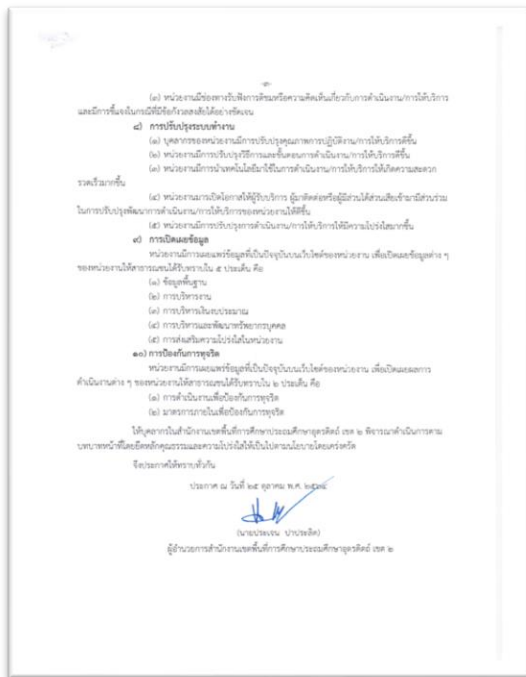 -๓-
(๓) หน่วยงานมีช่องทางรับฟังการติชมหรือความคิดเห็นเกี่ยวกับการดำเนินงาน/การให้บริการ
และมีการชี้แจงในกรณีที่มีข้อกังวลสงสัยได้อย่างชัดเจน
๘) การปรับปรุงระบบทำงาน
(๑) บุคลากรของหน่วยงานมีการปรับปรุงคุณภาพการปฏิบัติงาน/การให้บริการดีขึ้น
(๒) หน่วยงานมีการปรับปรุงวิธีการและขั้นตอนการดำเนินงาน/การให้บริการดีขึ้น
(๓) หน่วยงานมีการนำเทคโนโลยีมาใช้ในการดำเนินงาน/การให้บริการให้เกิดความสะดวก
รวดเร็วมากขึ้น
(๔) หน่วยงานมารเปิดโอกาสให้ผู้รับบริการ ผู้มาติดต่อหรือผู้มีส่วนได้ส่วนเสียเข้ามามีส่วนร่วม
ในการปรับปรุงพัฒนาการดำเนินงาน/การให้บริการของหน่วยงานให้ดีขึ้น
(๕) หน่วยงานมีการปรับปรุงการดำเนินงาน/การให้บริการให้มีความโปร่งใสมากขึ้น
๙) การเปิดเผยข้อมูล
หน่วยงานมีการเผยแพร่ข้อมูลที่เป็นปัจจุบันบนเว็บไซต์ของหน่วยงาน เพื่อเปิดเผยข้อมูลต่าง ๆ
ของหน่วยงานให้สาธารณชนได้รับทราบใน ๕ ประเด็น คือ
(๑) ข้อมูลพื้นฐาน
(๒) การบริหารงาน
(๓) การบริหารเงินงบประมาณ
(๔) การบริหารและพัฒนาทรัพยากรบุคคล
(๕) การส่งเสริมความโปร่งใสในหน่วยงาน
๑๐) การป้องกันการทุจริต
หน่วยงานมีการเผยแพร่ข้อมูลที่เป็นปัจจุบันบนเว็บไซต์ของหน่วยงาน เพื่อเปิดเผยผลการ
ดำเนินงานต่าง ๆ ของหน่วยงานให้สาธารณชนได้รับทราบใน ๒ ประเด็น คือ
(๑) การดำเนินงานเพื่อป้องกันการทุจริต
(๒) มาตรการภายในเพื่อป้องกันการทุจริต
ให้บุคลากรในสำนักงานเขตพื้นที่การศึกษาประถมศึกษาอุตรดิตถ์ เขต ๒ พิจารณาดำเนินการตาม
บทบาทหน้าที่โดยยึดหลักคุณธรรมและความโปร่งใสให้เป็นไปตามนโยบายโดยเคร่งครัด
จึงประกาศให้ทราบทั่วกัน
ประกาศ ณ วันที่ ๒๕ ตุลาคม พ.ศ.
(นายประเจน ปาประลิต)
ผู้อำนวยการสำนักงานเขตพื้นที่การศึกษาประถมศึกษาอุตรดิตถ์ เขต ๒